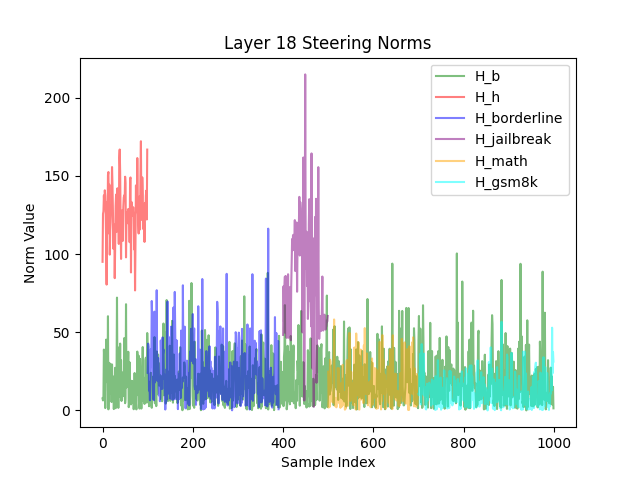 Layer 18 Steering Norms
H_b
H_h
H_borderline
H_jailbreak
H_math
H_gsm8k
200
150
100
50
0
Norm Value
0
200
400
600
800
1000
Sample Index